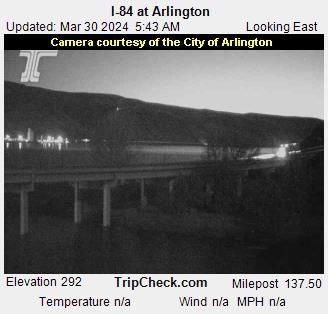 I-84 at Arlington
Updated: Mar 30 2024 5:43 AM Looking East
Camera courtesy of the City of Arlington
Elevation 292 TripCheck.com Milepost 137.50
Temperature n/a Wind n/a MPH n/a